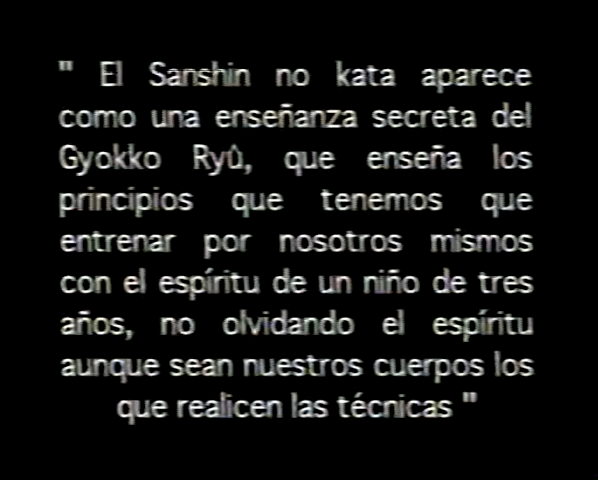 " El Sanshin no kata aparece
como una enseñanza secreta del
Gyokko Ryû, que enseña los
principios que tenemos que
entrenar por nosotros mismos
con el espíritu de un niño de tres
años, no olvidando el espíritu
aunque sean nuestros cuerpos los
que realicen las técnicas "